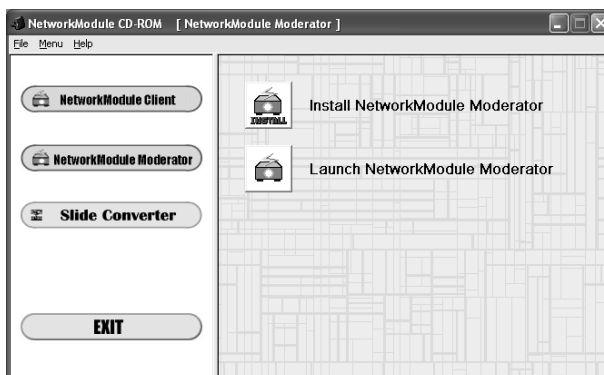 NetworkModule CD-ROM [ NetworkModule Moderator ]
File Menu Help
NetworkModule Client
NetworkModule Moderator
Slide Converter
EXIT
INSTALL
Install NetworkModule Moderator
Launch NetworkModule Moderator